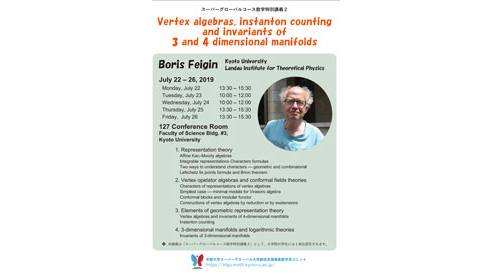 スーパーグローバルコース数学特別講義2
Vertex algebras, instanton counting
and invariants of
3 and 4 dimensional manifolds
Boris Feigin
Kyoto University
Landau Institute for Theoretical Physics
July 22 – 26, 2019
Monday, July 22 13:30 – 15:30
Tuesday, July 23 10:00 – 12:00
Wednesday, July 24 10:00 – 12:00
Thursday, July 25 13:30 – 15:30
Friday, July 26 13:30 – 15:30
127 Conference Room
Faculty of Science Bldg. #3,
Kyoto University
1. Representation theory
Affine Kac-Moody algebras
Integrable representations Characters formulas
Two ways to understand characters — geometric and combinatorial
Lefschetz fix points formula and Brion theorem
2. Vertex opetator algebras and conformal fields theories
Characters of representations of vertex algebras
Simplest case — minimal models for Virasoro algebra
Conformal blocks and modular functor
Constructions of vertex algebras by reduction or by extensions
3. Elements of geometric representation theory
Vertex algebras and invariants of 4-dimensional manifolds
Instanton counting
4. 3-dimensional manifolds and logarithmic theories
Invariants of 3-dimensional manifolds